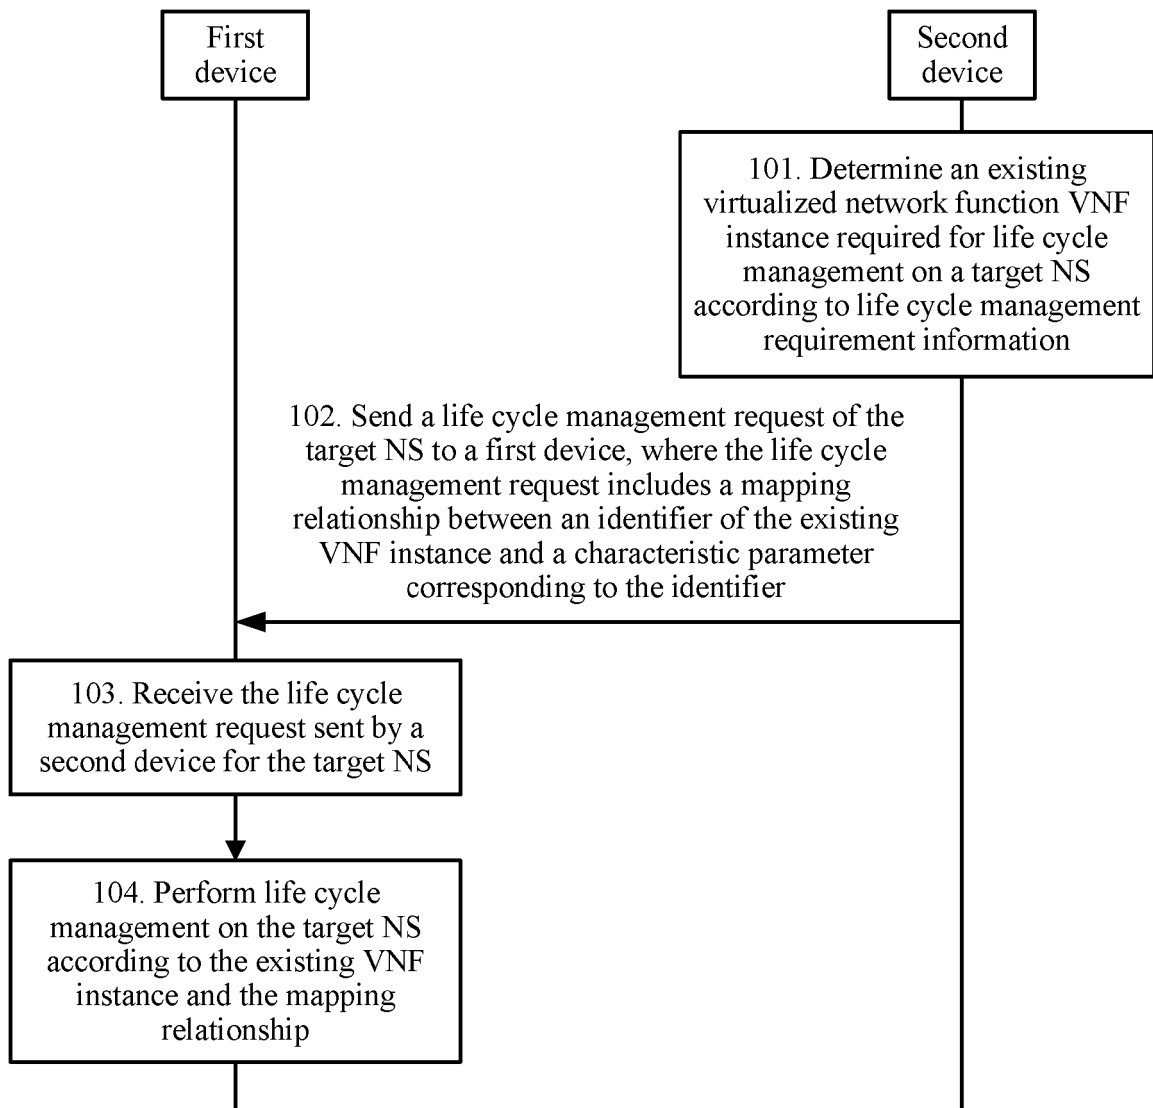 First
device
Second
device
101. Determine an existing
virtualized network function VNF
instance required for life cycle
management on a target NS
according to life cycle management
requirement information
102. Send a life cycle management request of the
target NS to a first device, where the life cycle
management request includes a mapping
relationship between an identifier of the existing
VNF instance and a characteristic parameter
corresponding to the identifier
103. Receive the life cycle
management request sent by a
second device for the target NS
104. Perform life cycle
management on the target NS
according to the existing VNF
instance and the mapping
relationship